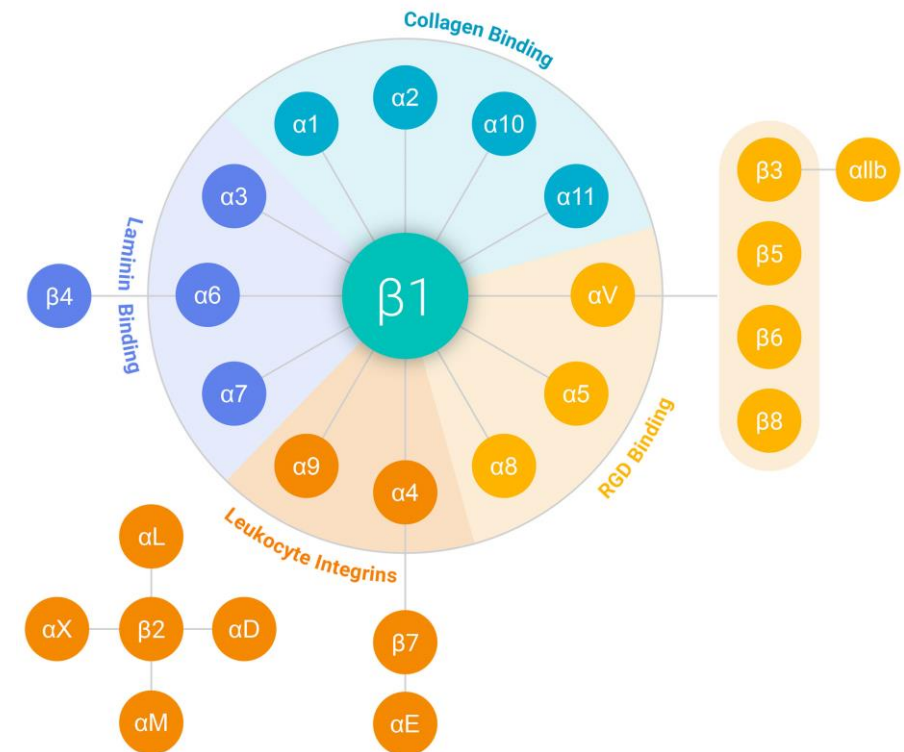 Collagen Binding
α2
α1
α10
α3
α11
β3
αllb
β5
Laminin Binding
β4
α6
β1
αV
β6
α7
α5
β8
α9
α4
α8
RGD Binding
Leukocyte Integrins
αL
αX
β2
αD
β7
αM
αE